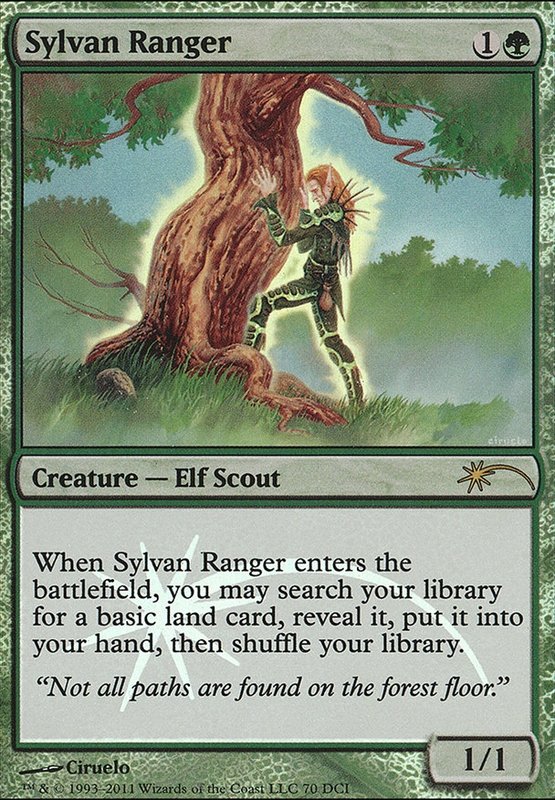 Sylvan Ranger 1
ciruelo
Creature — Elf Scout
When Sylvan Ranger enters the
battlefield, you may search your library
for a basic land card, reveal it, put it into
your hand, then shuffle your library.
“Not all paths are found on the forest floor.”
1/1
Ciruelo
™ & © 1993–2011 Wizards of the Coast LLC 70 DCI